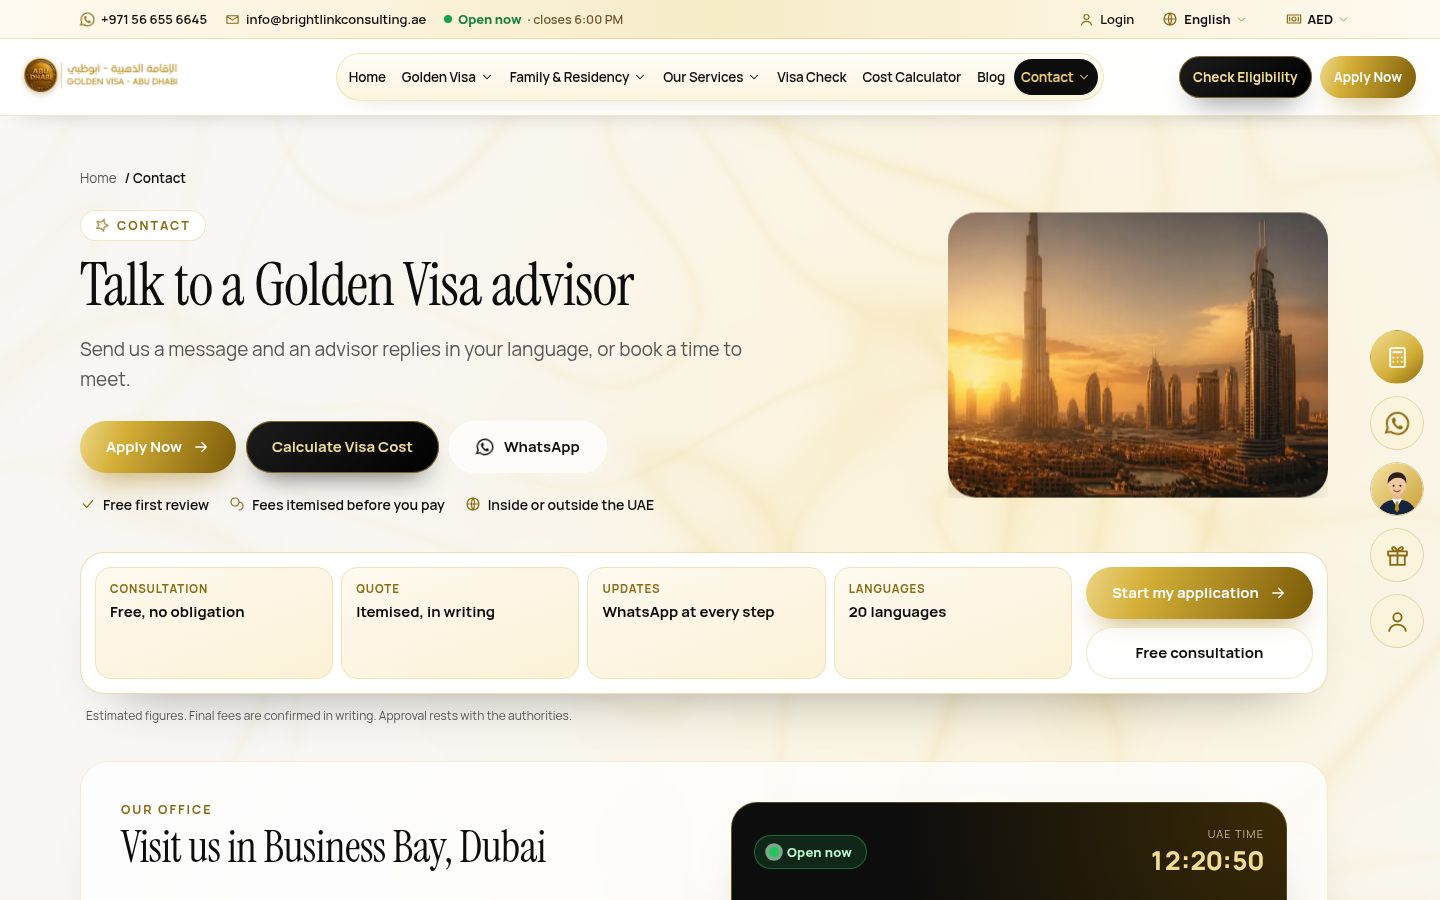 +971 56 655 6645
info@brightlinkconsulting.ae
Open now · closes 6:00 PM
Login
English
AED
ABU DHABI
الإقامة الذهبية - ابوظبي
GOLDEN VISA - ABU DHABI
Home
Golden Visa
Family & Residency
Our Services
Visa Check
Cost Calculator
Blog
Contact
Check Eligibility
Apply Now
Home / Contact
CONTACT
Talk to a Golden Visa advisor
Send us a message and an advisor replies in your language, or book a time to
meet.
Apply Now
Calculate Visa Cost
WhatsApp
Free first review
Fees itemised before you pay
Inside or outside the UAE
CONSULTATION
Free, no obligation
QUOTE
Itemised, in writing
UPDATES
WhatsApp at every step
LANGUAGES
20 languages
Start my application
Free consultation
Estimated figures. Final fees are confirmed in writing. Approval rests with the authorities.
OUR OFFICE
Visit us in Business Bay, Dubai
Open now
UAE TIME
12:20:50